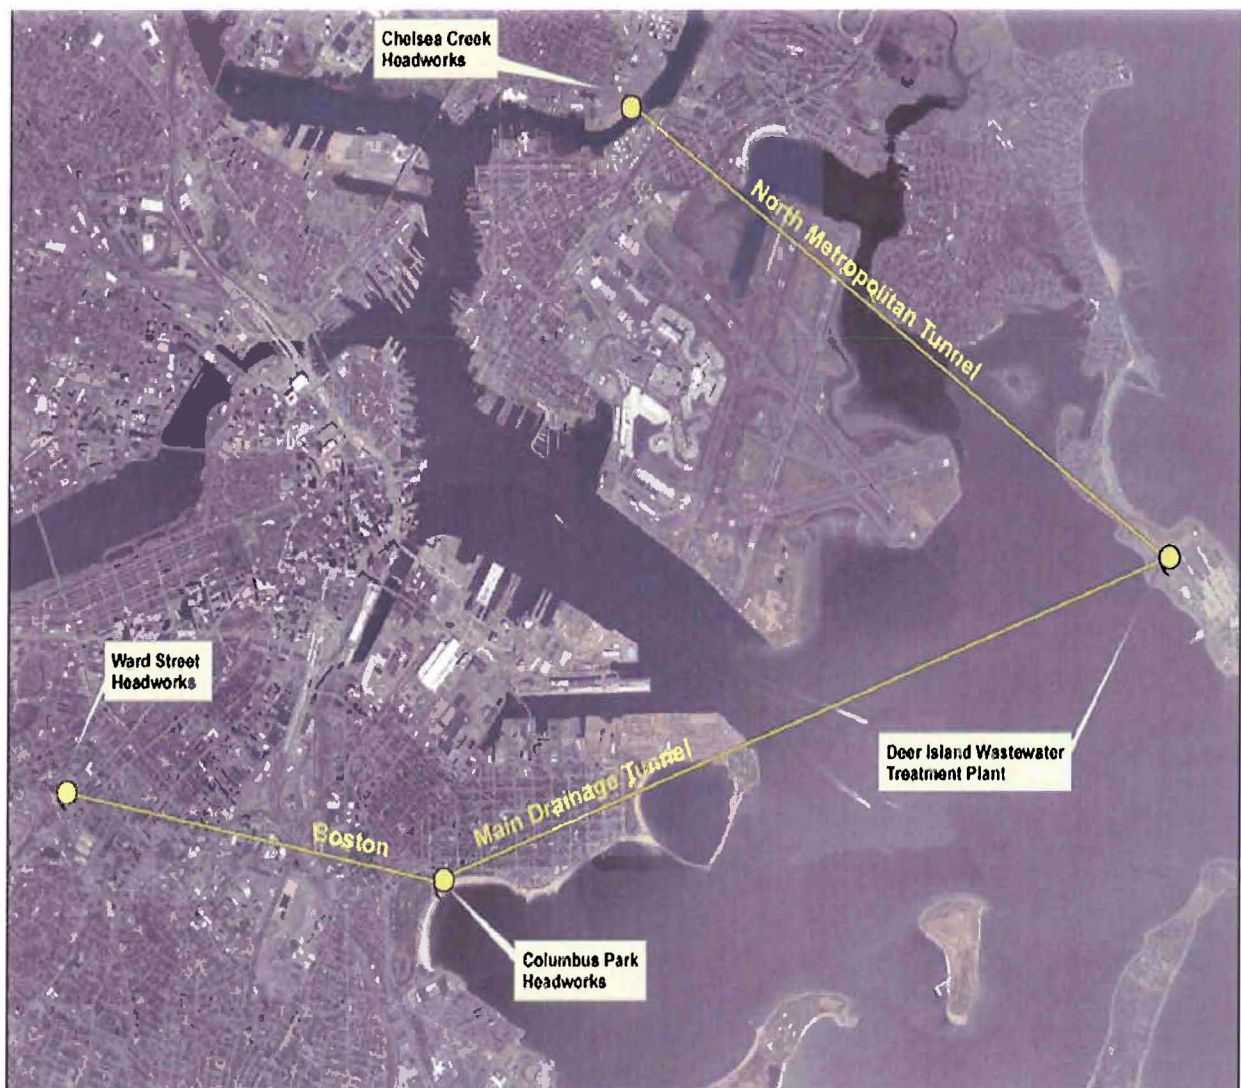 Chelsea Creek
Headworks
North Metropolitan Tunnel
Ward Street
Headworks
Deer Island Wastewater
Treatment Plant
Main Drainage Tunnel
Boston
Columbus Park
Headworks